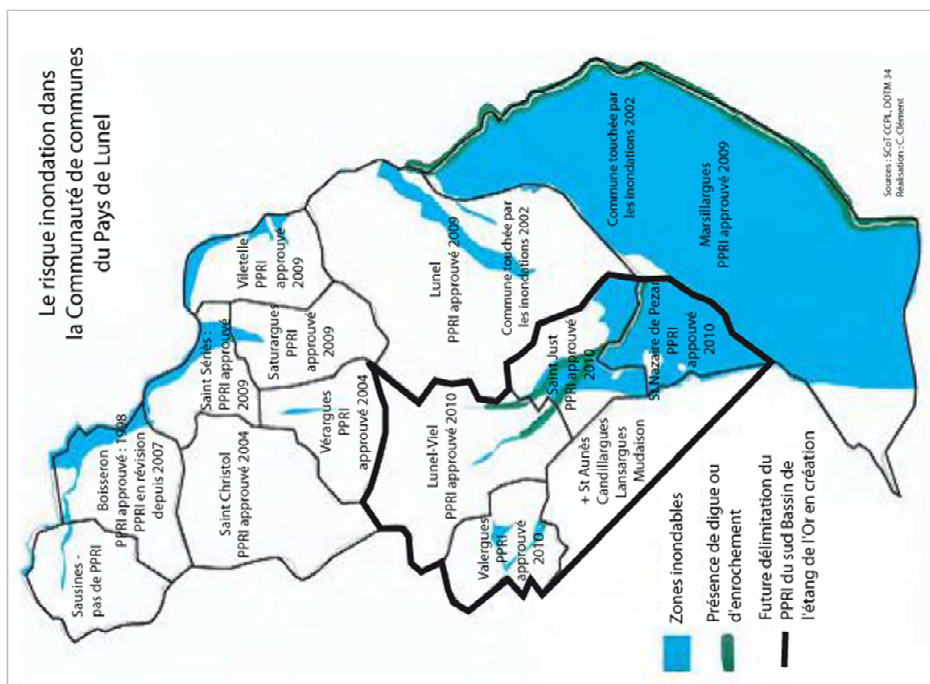 Le risque inondation dans
la Communauté de communes
du Pays de Lunel
Sausines -
pas de PPRI
Boisseron
PPRI approuvé : 1998
PPRI en révision
depuis 2007
Saint Christol
PPRI approuvé 2004
Saint Sériès :
PPRI approuvé
2009
Viletelle
PPRI
approuvé
2009
Saturargues
PPRI
approuvé
2009
Vérargues
PPRI
approuvé 2004
Lunel
PPRI approuvé 2009
Commune touchée par
les inondations 2002
Commune touchée par
les inondations 2002
Marsillargues
PPRI approuvé 2009
Lunel-Viel
PPRI approuvé 2010
Saint Just
PPRI approuvé
2010
St Nazaire de Pezan
PPRI
appouvé
2010
Valergues
PPRI
approuvé
2010
+ St Aunès
Candillargues
Lansargues
Mudaison
Zones inondables
Présence de digue ou
d'enrochement
Future délimitation du
PPRI du sud Bassin de
l'étang de l'Or en création
Sources : SCoT CCPL, DDTM 34
Réalisation : C. Clément